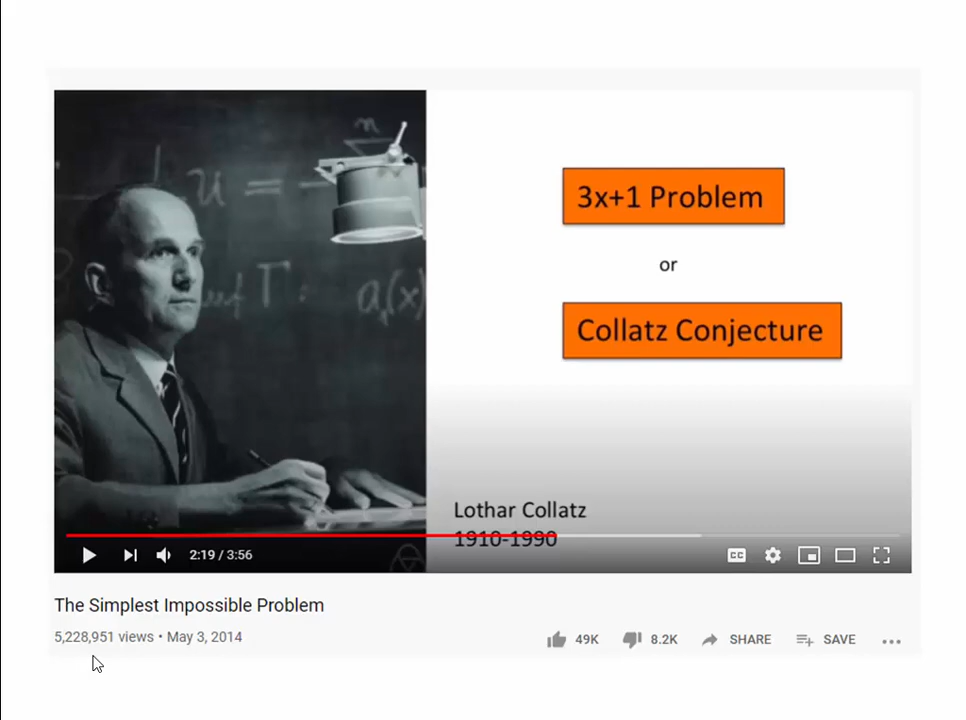 n
u = -
T :
a(x)
3x+1 Problem
or
Collatz Conjecture
Lothar Collatz
1910-1990
2:19 / 3:56
CC
The Simplest Impossible Problem
5,228,951 views • May 3, 2014
49K
8.2K
SHARE
SAVE